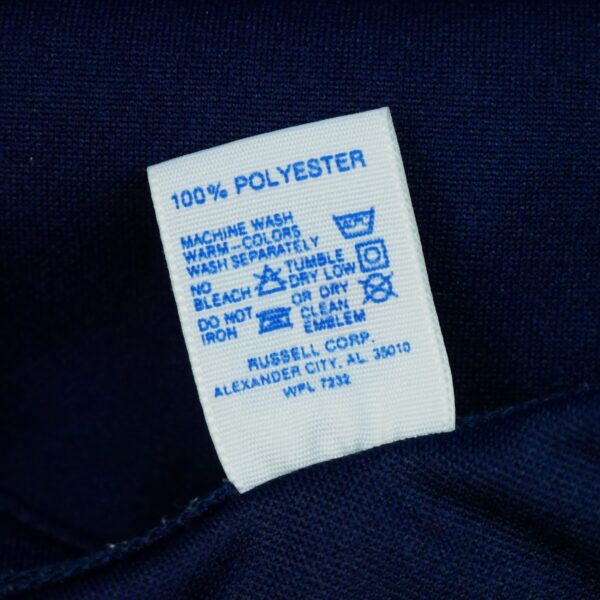 100% POLYESTER
MACHINE WASH
WARM-COLORS
WASH SEPARATELY
NO BLEACH
TUMBLE DRY LOW
DO NOT IRON
OR DRY CLEAN EMBLEM
RUSSELL CORP.
ALEXANDER CITY, AL. 35010
WPL 7232